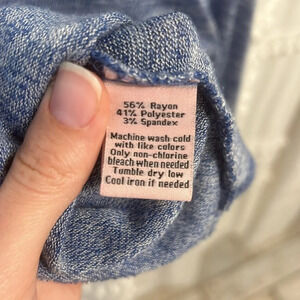 56% Rayon
41% Polyester
3% Spandex
Machine wash cold
with like colors
Only non-chlorine
bleach when needed
Tumble dry low
Cool iron if needed